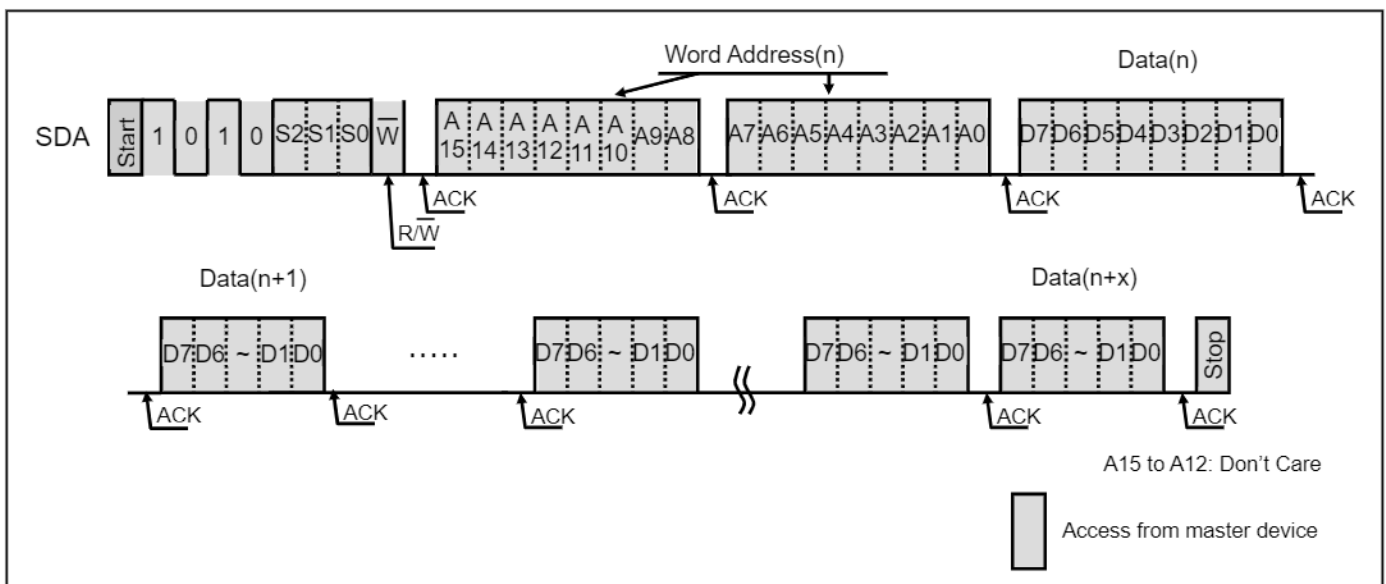 Word Address(n)
Data(n)
SDA Start 1 0 1 0 S2 S1 S0 W̅ A15 A14 A13 A12 A11 A10 A9 A8 A7 A6 A5 A4 A3 A2 A1 A0 D7 D6 D5 D4 D3 D2 D1 D0
ACK ACK ACK ACK
R/W̅
Data(n+1)
Data(n+x)
D7 D6 ~ D1 D0 ..... D7 D6 ~ D1 D0 D7 D6 ~ D1 D0 D7 D6 ~ D1 D0 Stop
ACK ACK ACK ACK ACK
A15 to A12: Don't Care
Access from master device